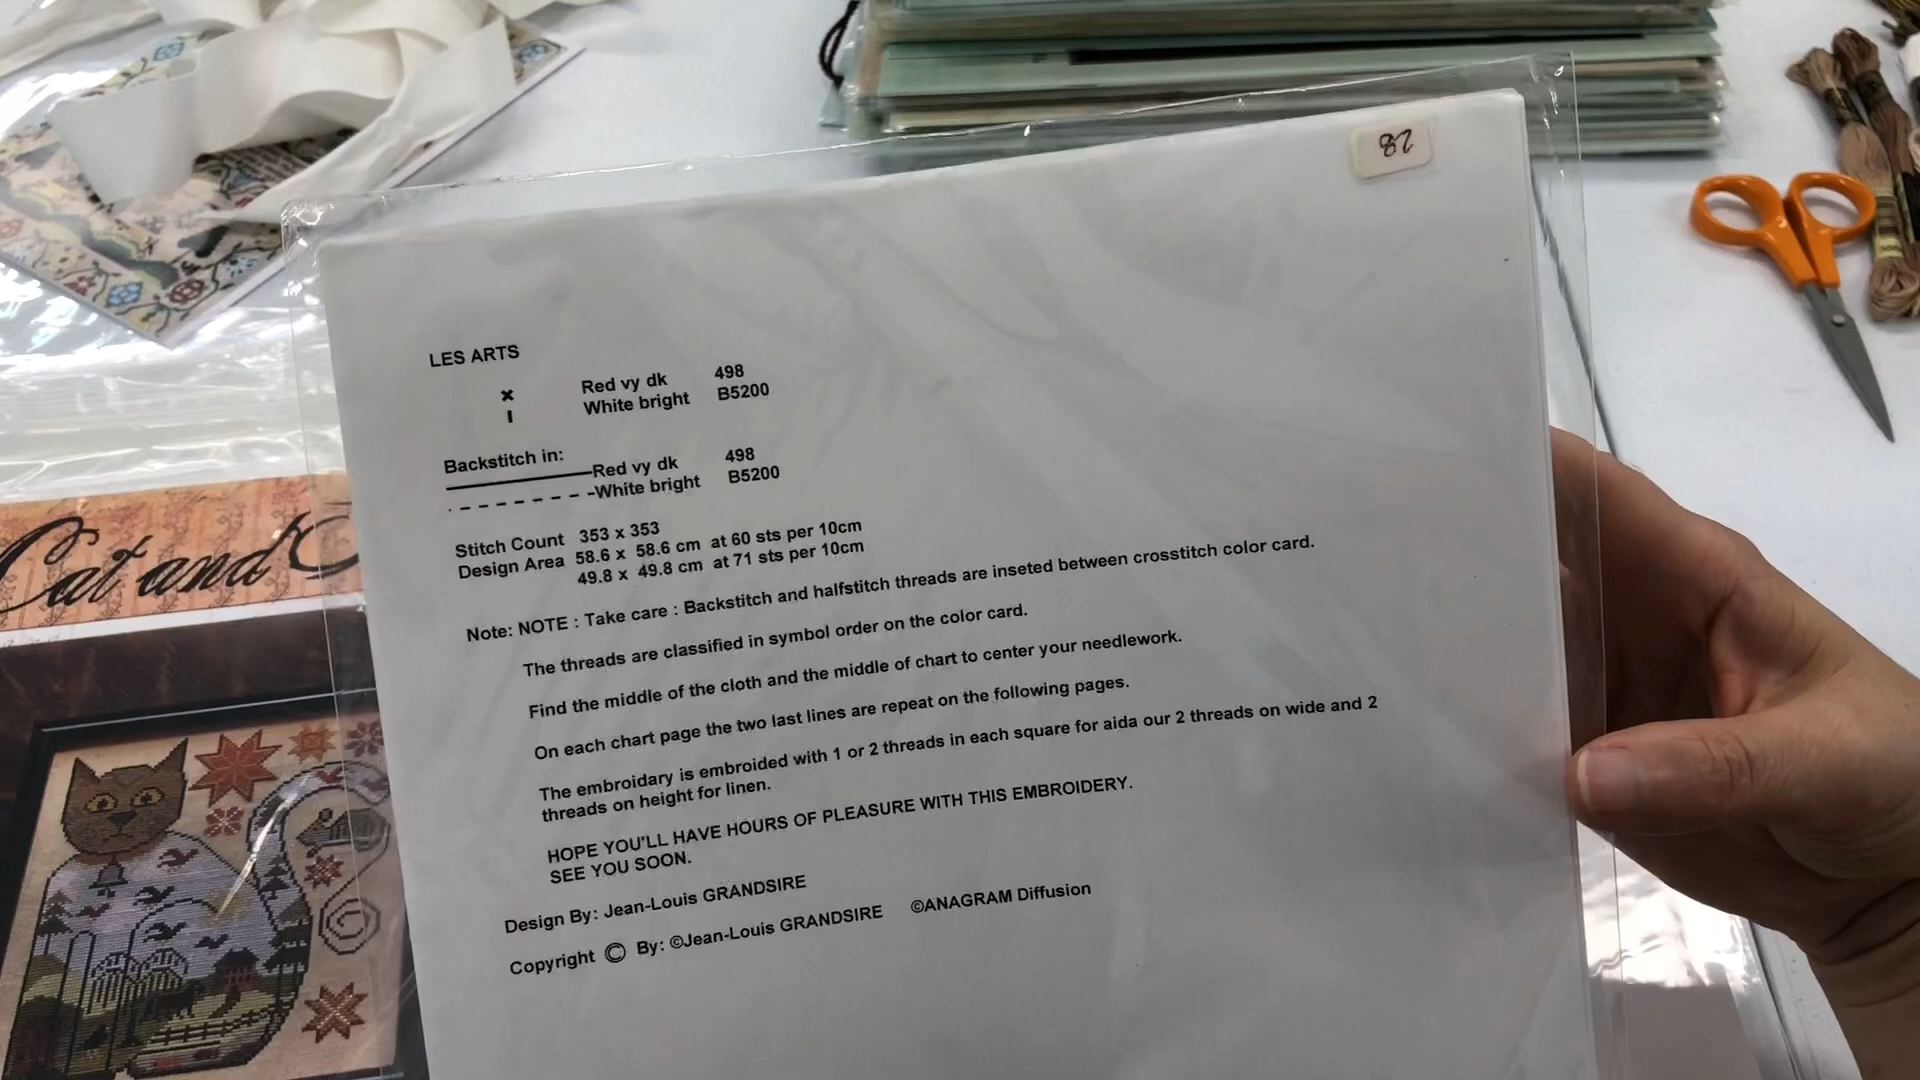 28
LES ARTS
x Red vy dk 498
I White bright B5200
Backstitch in:
Red vy dk 498
White bright B5200
Stitch Count 353 x 353
Design Area 58.6 x 58.6 cm at 60 sts per 10cm
49.8 x 49.8 cm at 71 sts per 10cm
Note: NOTE : Take care : Backstitch and halfstitch threads are inseted between crosstitch color card.
The threads are classified in symbol order on the color card.
Find the middle of the cloth and the middle of chart to center your needlework.
On each chart page the two last lines are repeat on the following pages.
The embroidary is embroided with 1 or 2 threads in each square for aida our 2 threads on wide and 2
threads on height for linen.
HOPE YOU'LL HAVE HOURS OF PLEASURE WITH THIS EMBROIDERY.
SEE YOU SOON.
Design By: Jean-Louis GRANDSIRE
Copyright © By: ©Jean-Louis GRANDSIRE ©ANAGRAM Diffusion
Cat and